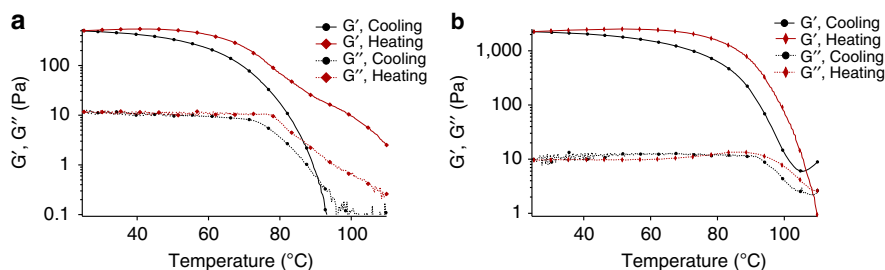 a
G′, Cooling
G′, Heating
G″, Cooling
G″, Heating
G′, G″ (Pa)
100
10
1
0.1
40
60
80
100
Temperature (°C)
b
G′, Cooling
G′, Heating
G″, Cooling
G″, Heating
G′, G″ (Pa)
1,000
100
10
1
40
60
80
100
Temperature (°C)